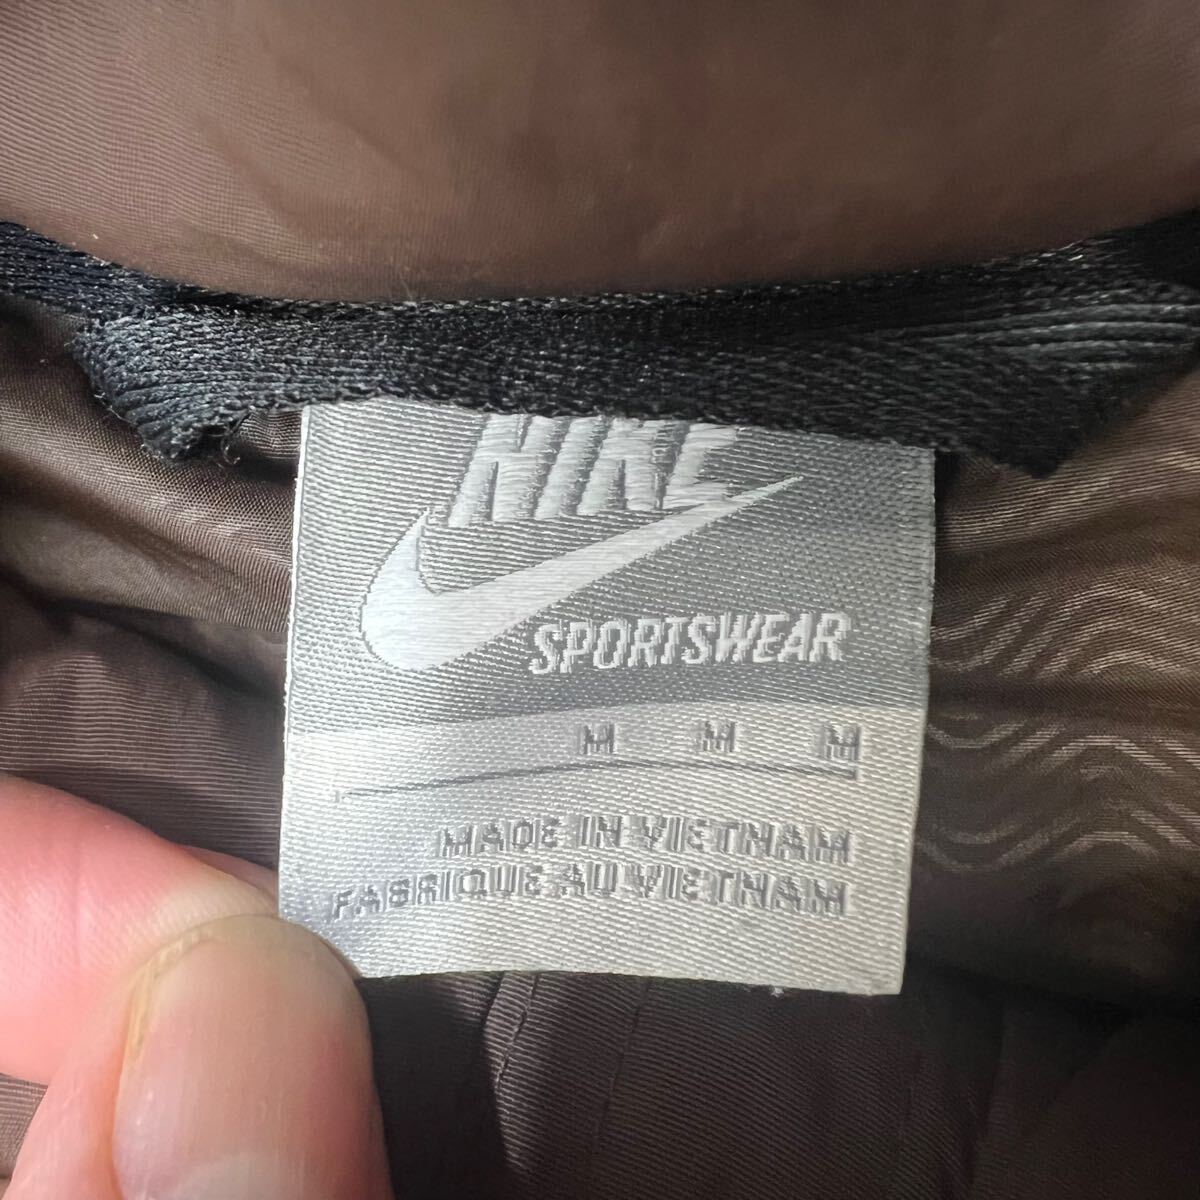 NIKE
SPORTSWEAR
M M M
MADE IN VIETNAM
FABRIQUE AU VIETNAM